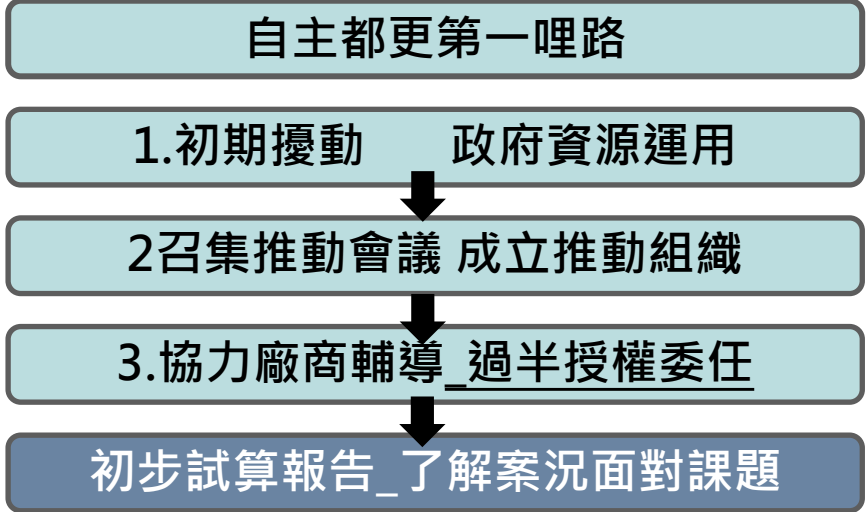 自主都更第一哩路
1.初期擾動 政府資源運用
2召集推動會議 成立推動組織
3.協力廠商輔導_過半授權委任
初步試算報告_了解案況面對課題